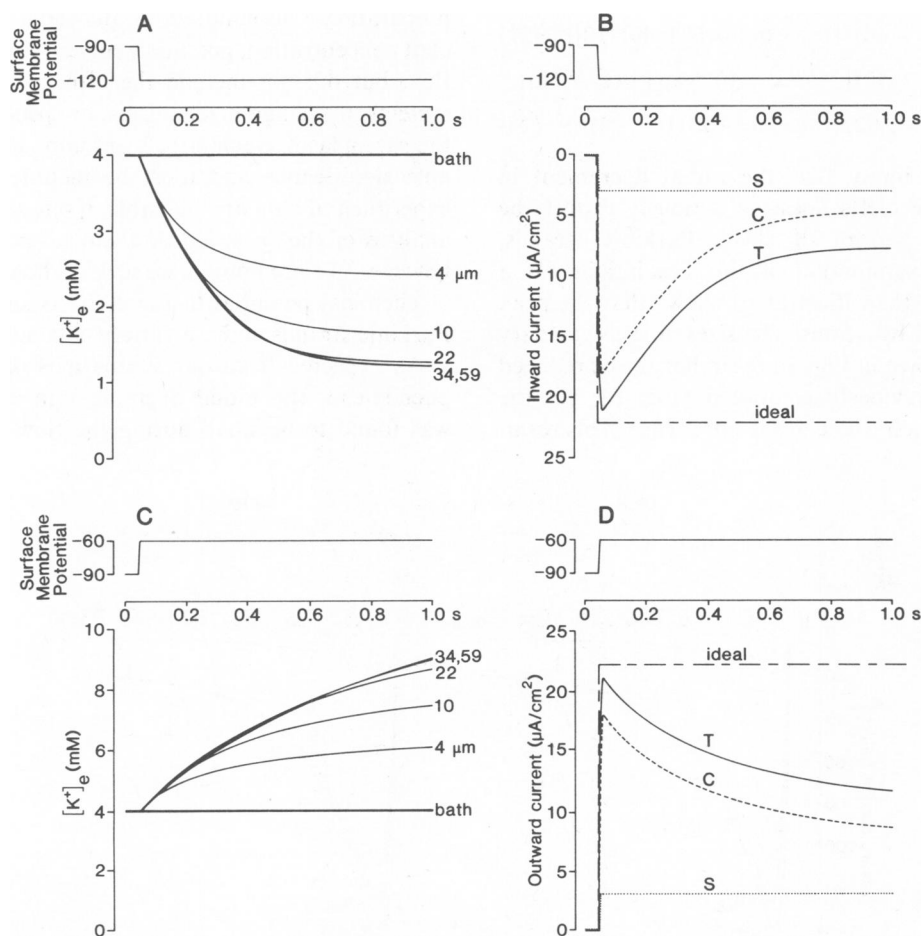 A
Surface
Membrane
Potential
−90
−120
0 0.2 0.4 0.6 0.8 1.0 s
[K⁺]e (mM)
4
3
2
1
0
bath
4 μm
10
22
34,59
B
−90
−120
0 0.2 0.4 0.6 0.8 1.0 s
Inward current (μA/cm²)
0
5
10
15
20
25
S
C
T
ideal
C
Surface
Membrane
Potential
−60
−90
0 0.2 0.4 0.6 0.8 1.0 s
[K⁺]e (mM)
10
8
6
4
2
0
34,59
22
10
4 μm
bath
D
−60
−90
0 0.2 0.4 0.6 0.8 1.0 s
Outward current (μA/cm²)
25
20
15
10
5
0
ideal
T
C
S